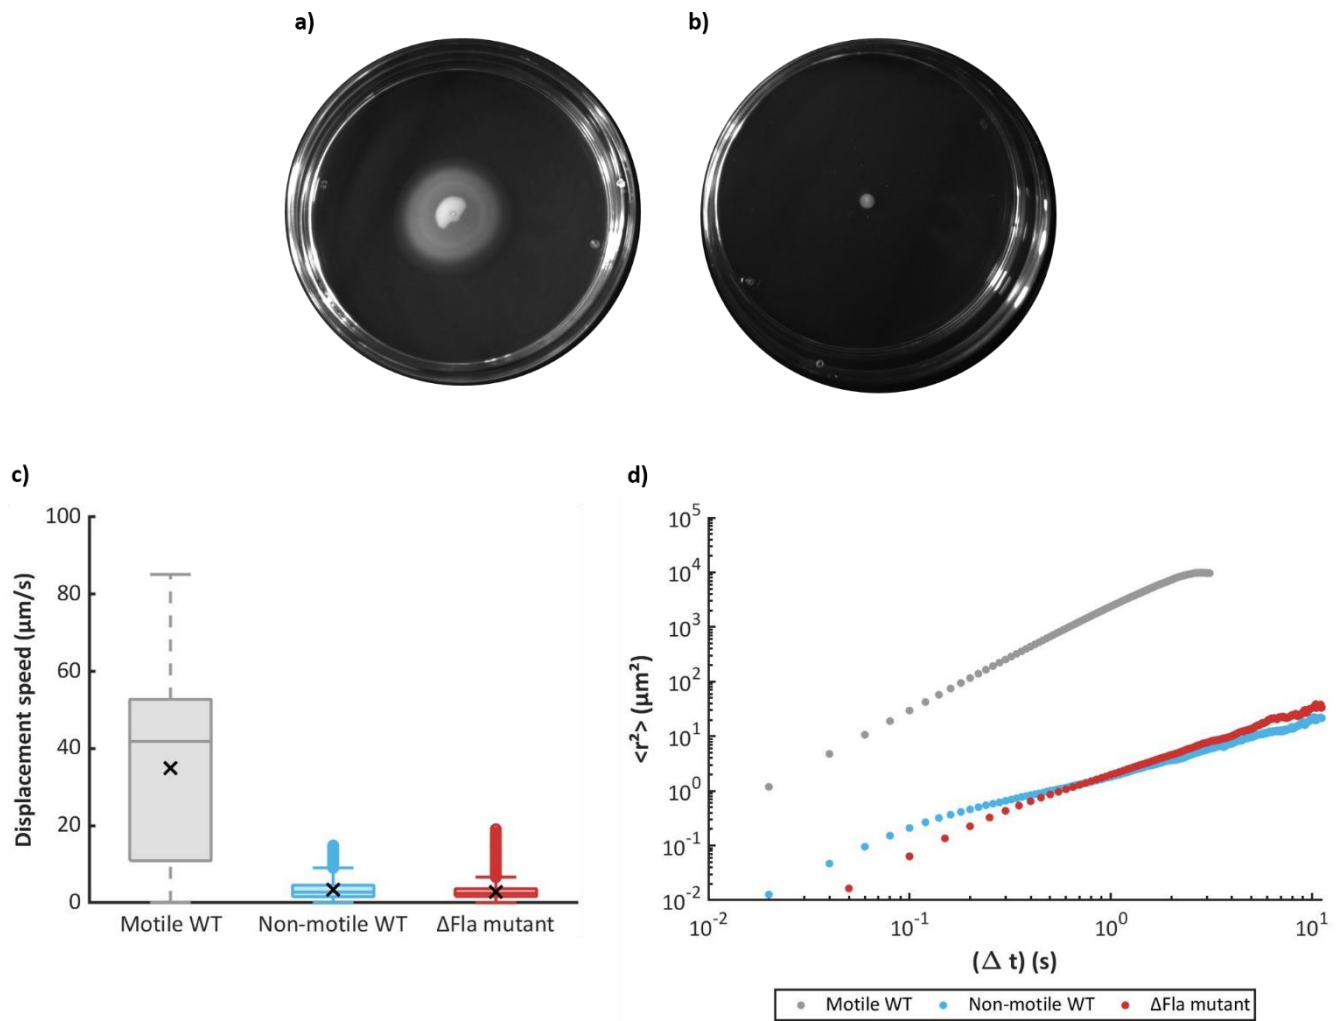 a)
b)
c)
d)
Displacement speed (µm/s)
100
80
60
40
20
0
Motile WT
Non-motile WT
ΔFla mutant
<r²> (µm²)
10⁵
10⁴
10³
10²
10¹
10⁰
10⁻¹
10⁻²
10⁻²
10⁻¹
10⁰
10¹
(Δ t) (s)
Motile WT
Non-motile WT
ΔFla mutant